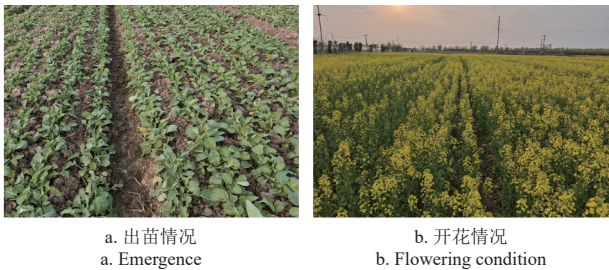 a. 出苗情况
a. Emergence
b. 开花情况
b. Flowering condition